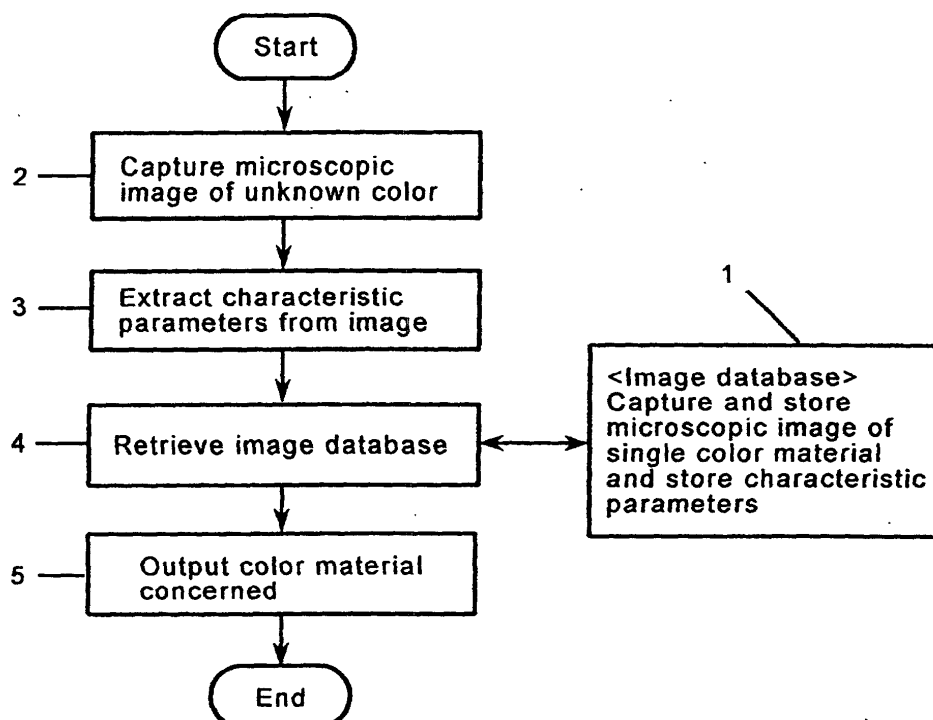 Start
2
Capture microscopic
image of unknown color
3
Extract characteristic
parameters from image
1
<Image database>
Capture and store
microscopic image of
single color material
and store characteristic
parameters
4
Retrieve image database
5
Output color material
concerned
End